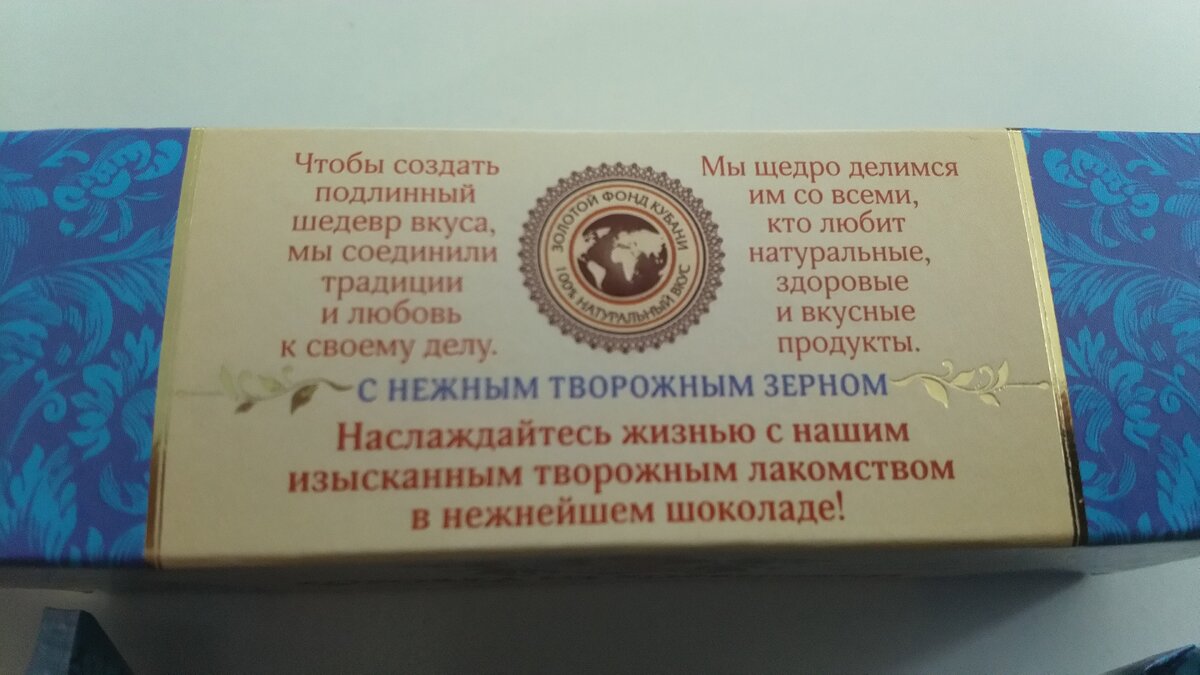 Чтобы создать
подлинный
шедевр вкуса,
мы соединили
традиции
и любовь
к своему делу.
ЗОЛОТОЙ ФОНД КУБАНИ
100% НАТУРАЛЬНЫЙ ВКУС
Мы щедро делимся
им со всеми,
кто любит
натуральные,
здоровые
и вкусные
продукты.
С НЕЖНЫМ ТВОРОЖНЫМ ЗЕРНОМ
Наслаждайтесь жизнью с нашим
изысканным творожным лакомством
в нежнейшем шоколаде!